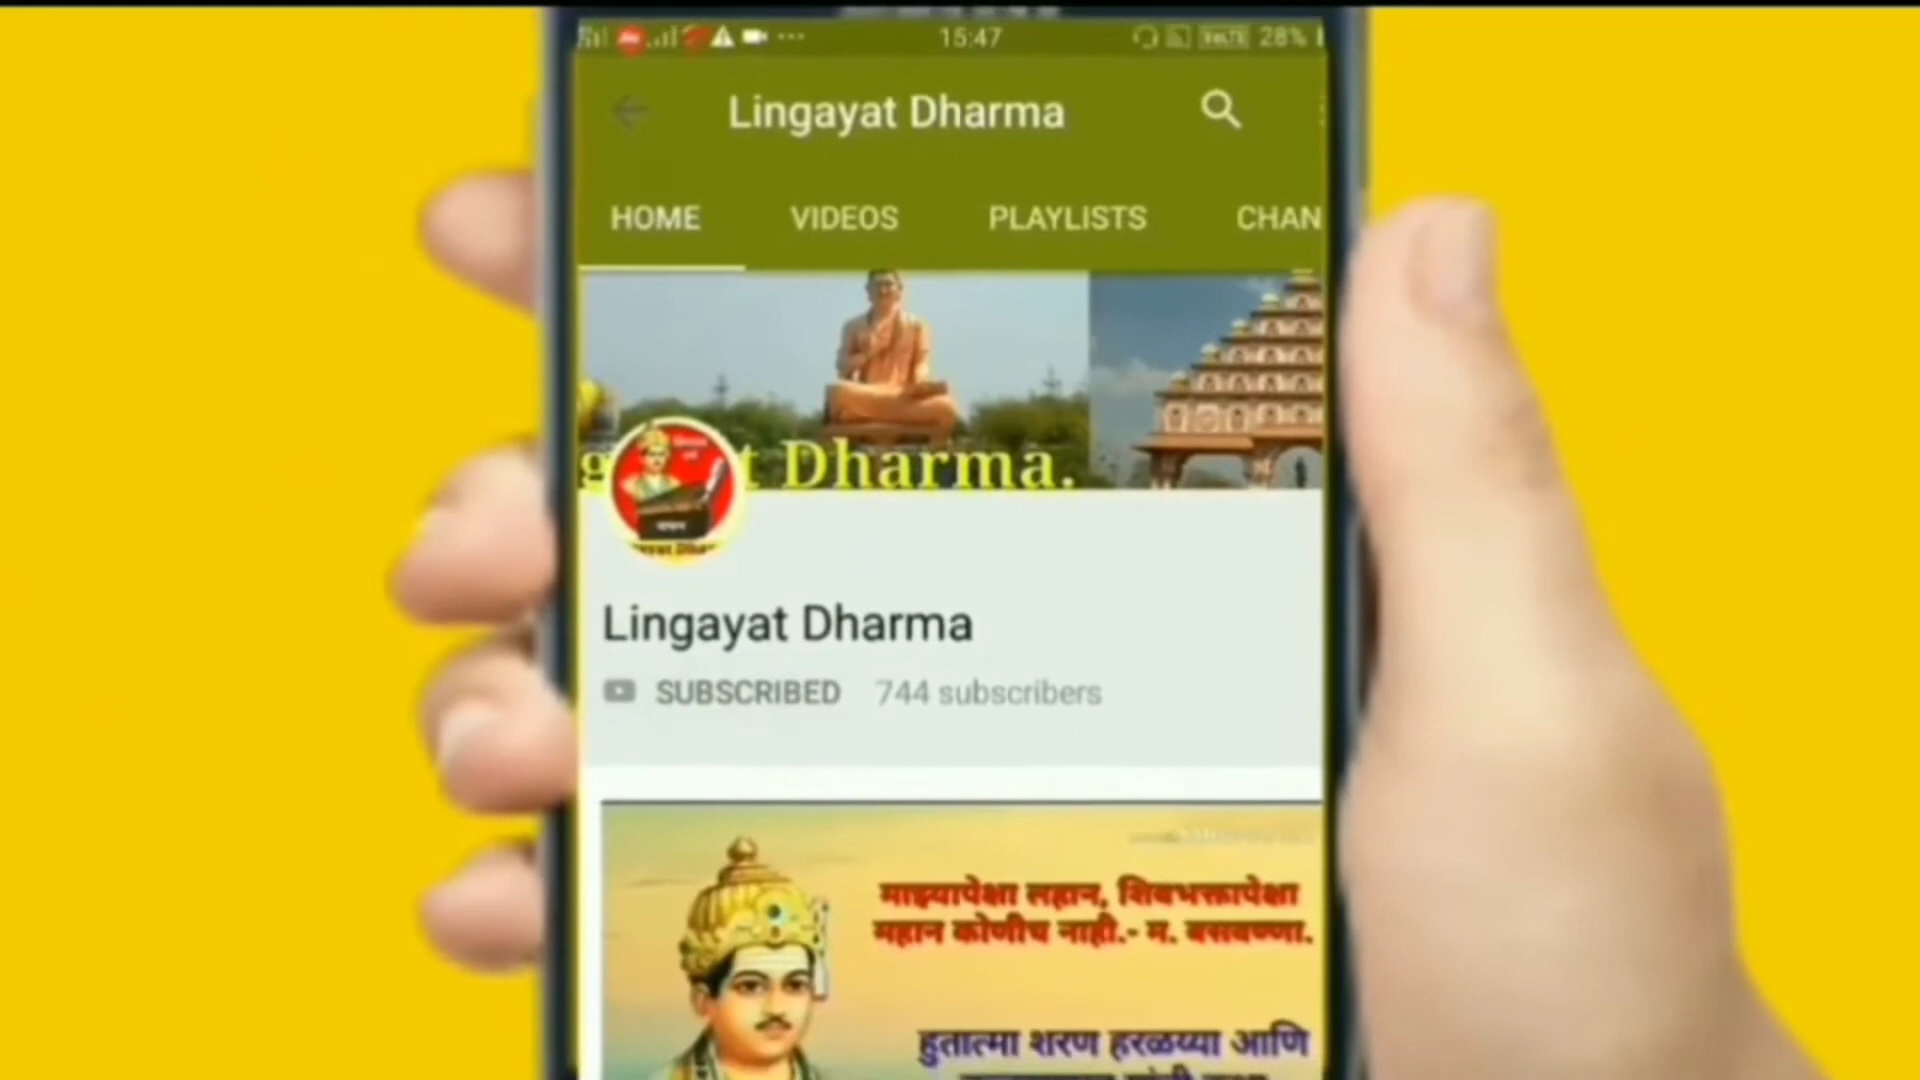 15:47
VoLTE 28%
Lingayat Dharma
HOME VIDEOS PLAYLISTS CHAN
t Dharma.
Lingayat Dharma
SUBSCRIBED 744 subscribers
माझ्यापेक्षा लहान, शिवभक्तापेक्षा
महान कोणीच नाही.- म. बसवण्णा.
हुतात्मा शरण हरळय्या आणि